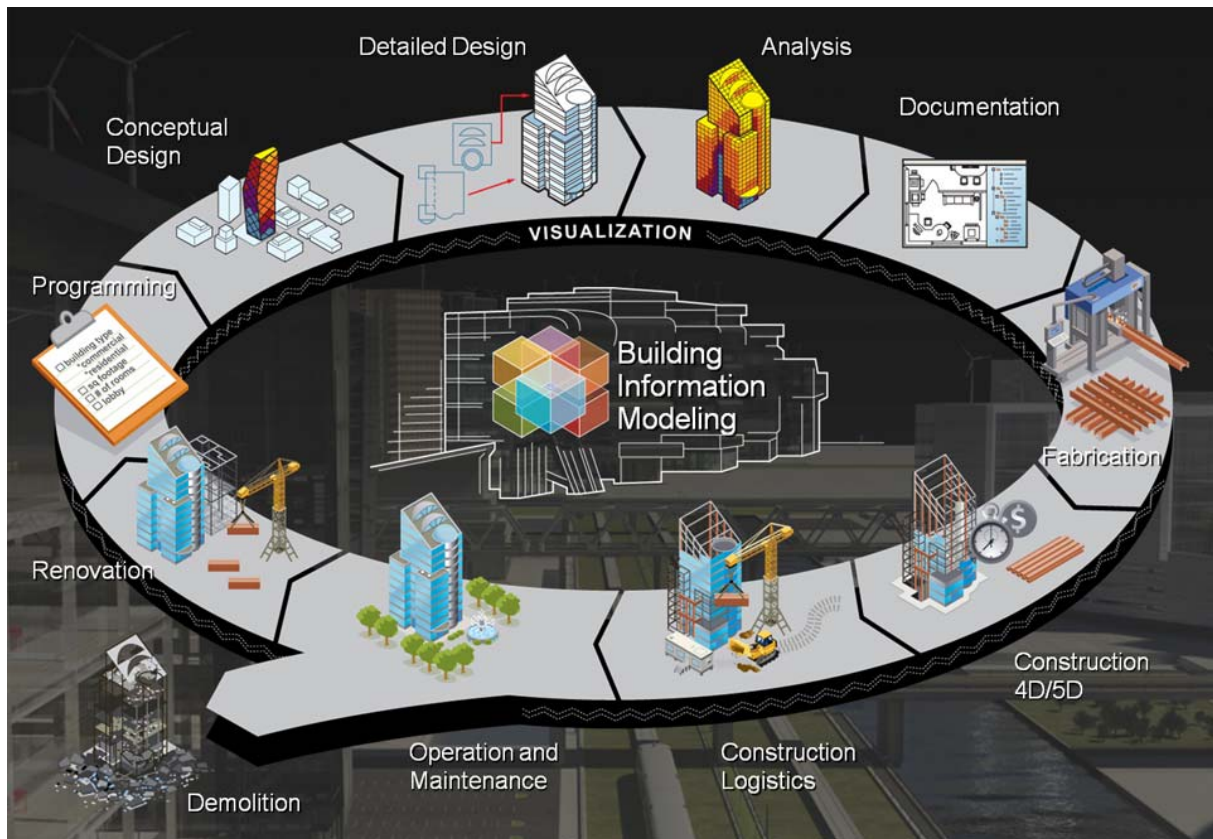 Detailed Design
Analysis
Documentation
Conceptual
Design
VISUALIZATION
Programming
building type
*commercial
*residential
sq footage
# of rooms
lobby
Building
Information
Modeling
Fabrication
$
Renovation
Construction
4D/5D
Operation and
Maintenance
Construction
Logistics
Demolition